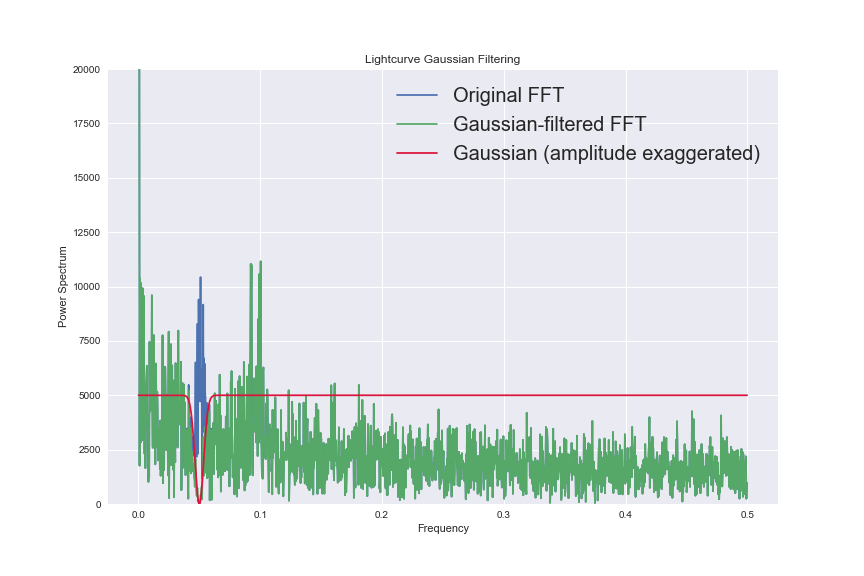 Lightcurve Gaussian Filtering
20000
17500
15000
12500
10000
7500
5000
2500
0
Power Spectrum
Original FFT
Gaussian-filtered FFT
Gaussian (amplitude exaggerated)
0.0 0.1 0.2 0.3 0.4 0.5
Frequency